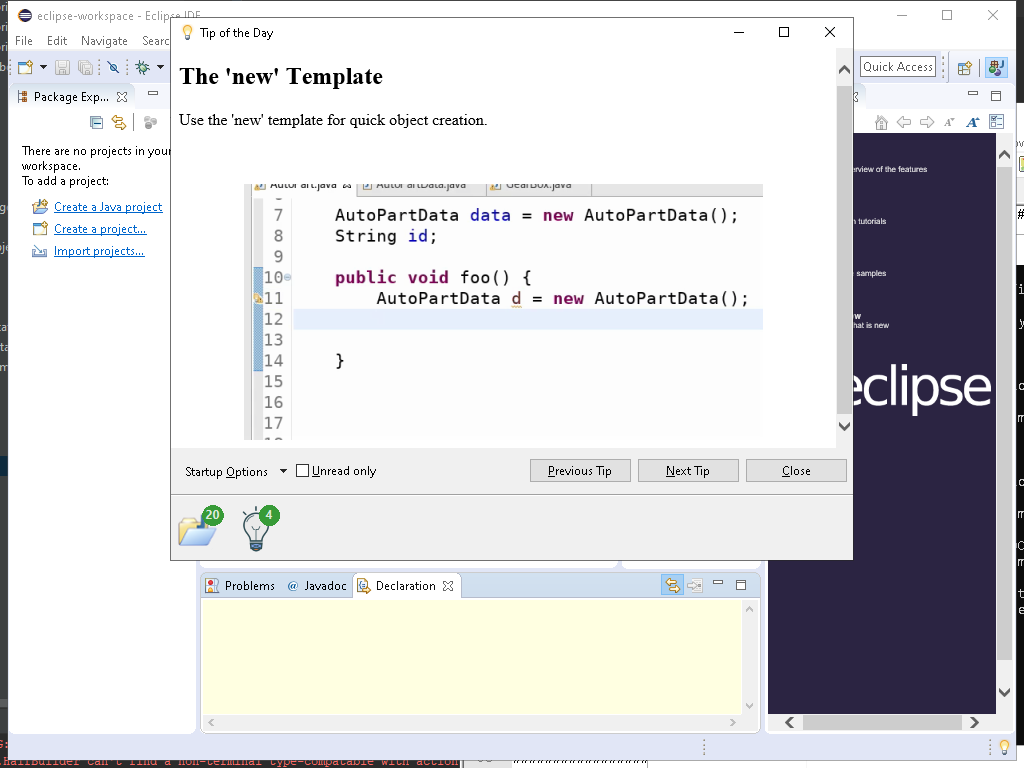 eclipse-workspace - Eclipse IDE
File Edit Navigate
Tip of the Day
The 'new' Template
Use the 'new' template for quick object creation.
Quick Access
Package Exp...
There are no projects in your
workspace.
To add a project:
Create a Java project
Create a project...
Import projects...
AutoPart.java AutoPartData.java GearBox.java
7 AutoPartData data = new AutoPartData();
8 String id;
9
10 public void foo() {
11 AutoPartData d = new AutoPartData();
12
13
14 }
15
16
17
Startup Options Unread only Previous Tip Next Tip Close
20 4
of the features
tutorials
samples
what is new
eclipse
Problems @ Javadoc Declaration
can't find a non-terminal type-compatable with action